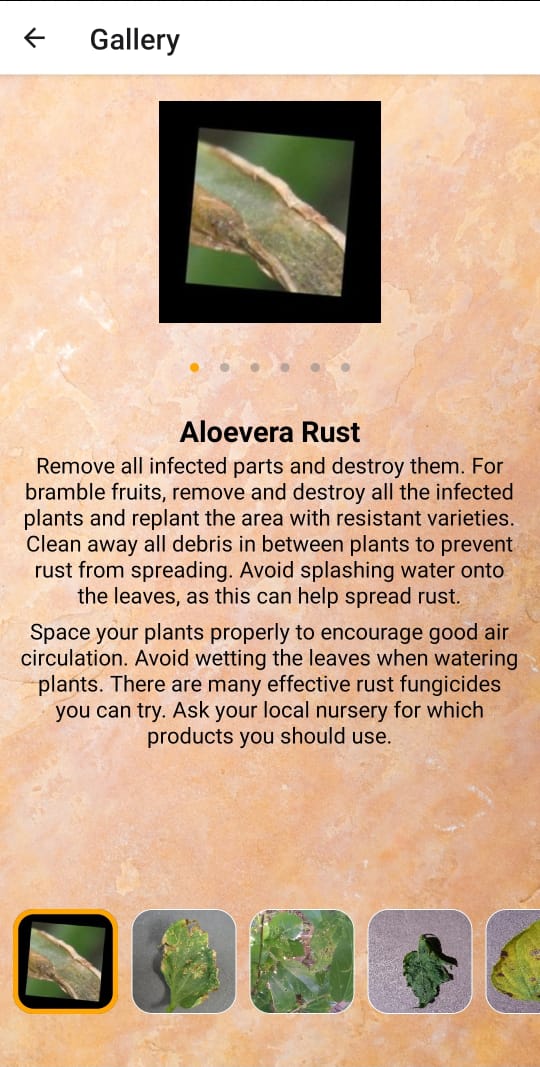 Gallery
Aloevera Rust
Remove all infected parts and destroy them. For
bramble fruits, remove and destroy all the infected
plants and replant the area with resistant varieties.
Clean away all debris in between plants to prevent
rust from spreading. Avoid splashing water onto
the leaves, as this can help spread rust.
Space your plants properly to encourage good air
circulation. Avoid wetting the leaves when watering
plants. There are many effective rust fungicides
you can try. Ask your local nursery for which
products you should use.